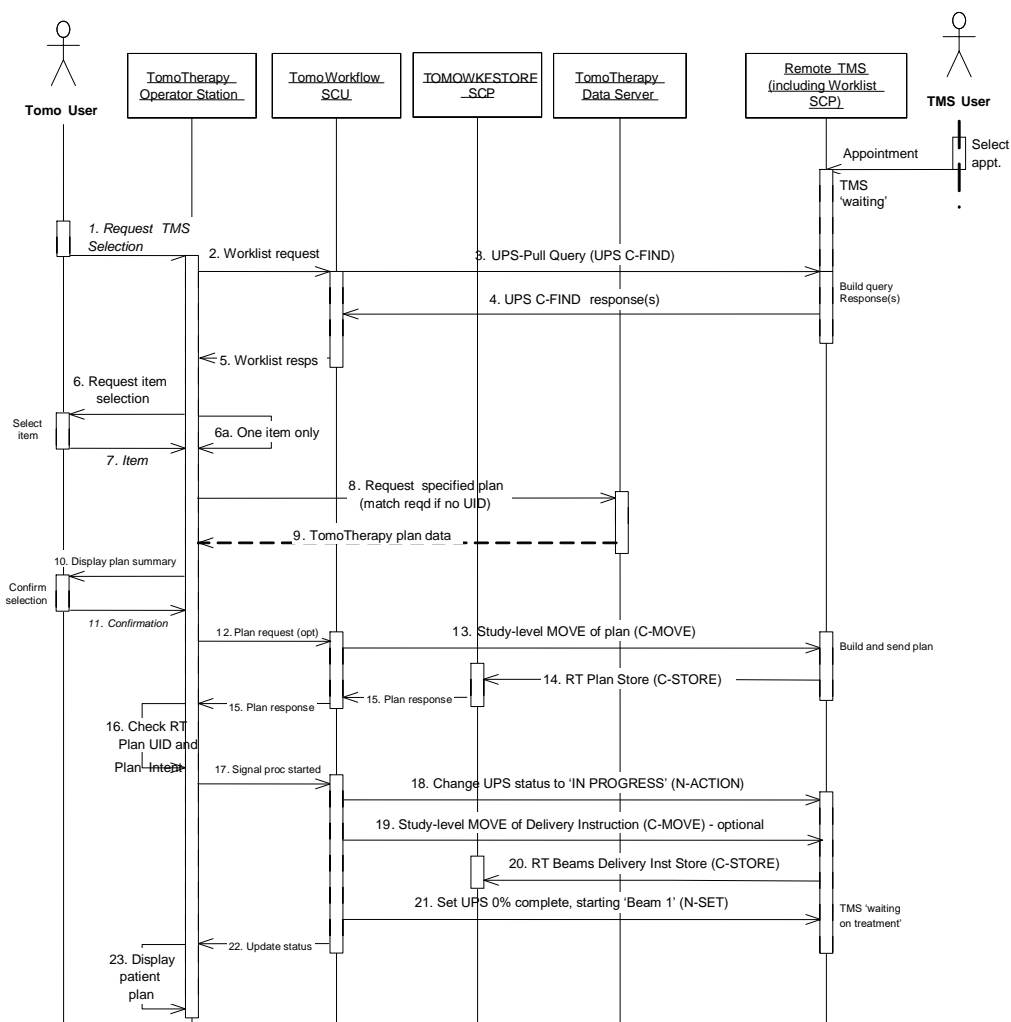 TomoTherapy
Operator Station
TomoWorkflow
SCU
TOMOWKFSTORE
SCP
TomoTherapy
Data Server
Remote TMS
(including Worklist
SCP)
Tomo User
TMS User
Select
appt.
Appointment
TMS
‘waiting’
1. Request TMS
Selection
2. Worklist request
3. UPS-Pull Query (UPS C-FIND)
Build query
Response(s)
4. UPS C-FIND response(s)
5. Worklist resps
6. Request item
selection
Select
item
6a. One item only
7. Item
8. Request specified plan
(match reqd if no UID)
9. TomoTherapy plan data
10. Display plan summary
Confirm
selection
11. Confirmation
12. Plan request (opt)
13. Study-level MOVE of plan (C-MOVE)
Build and send plan
14. RT Plan Store (C-STORE)
15. Plan response
15. Plan response
16. Check RT
Plan UID and
Plan Intent
17. Signal proc started
18. Change UPS status to ‘IN PROGRESS’ (N-ACTION)
19. Study-level MOVE of Delivery Instruction (C-MOVE) - optional
20. RT Beams Delivery Inst Store (C-STORE)
21. Set UPS 0% complete, starting ‘Beam 1’ (N-SET)
TMS ‘waiting
on treatment’
22. Update status
23. Display
patient
plan